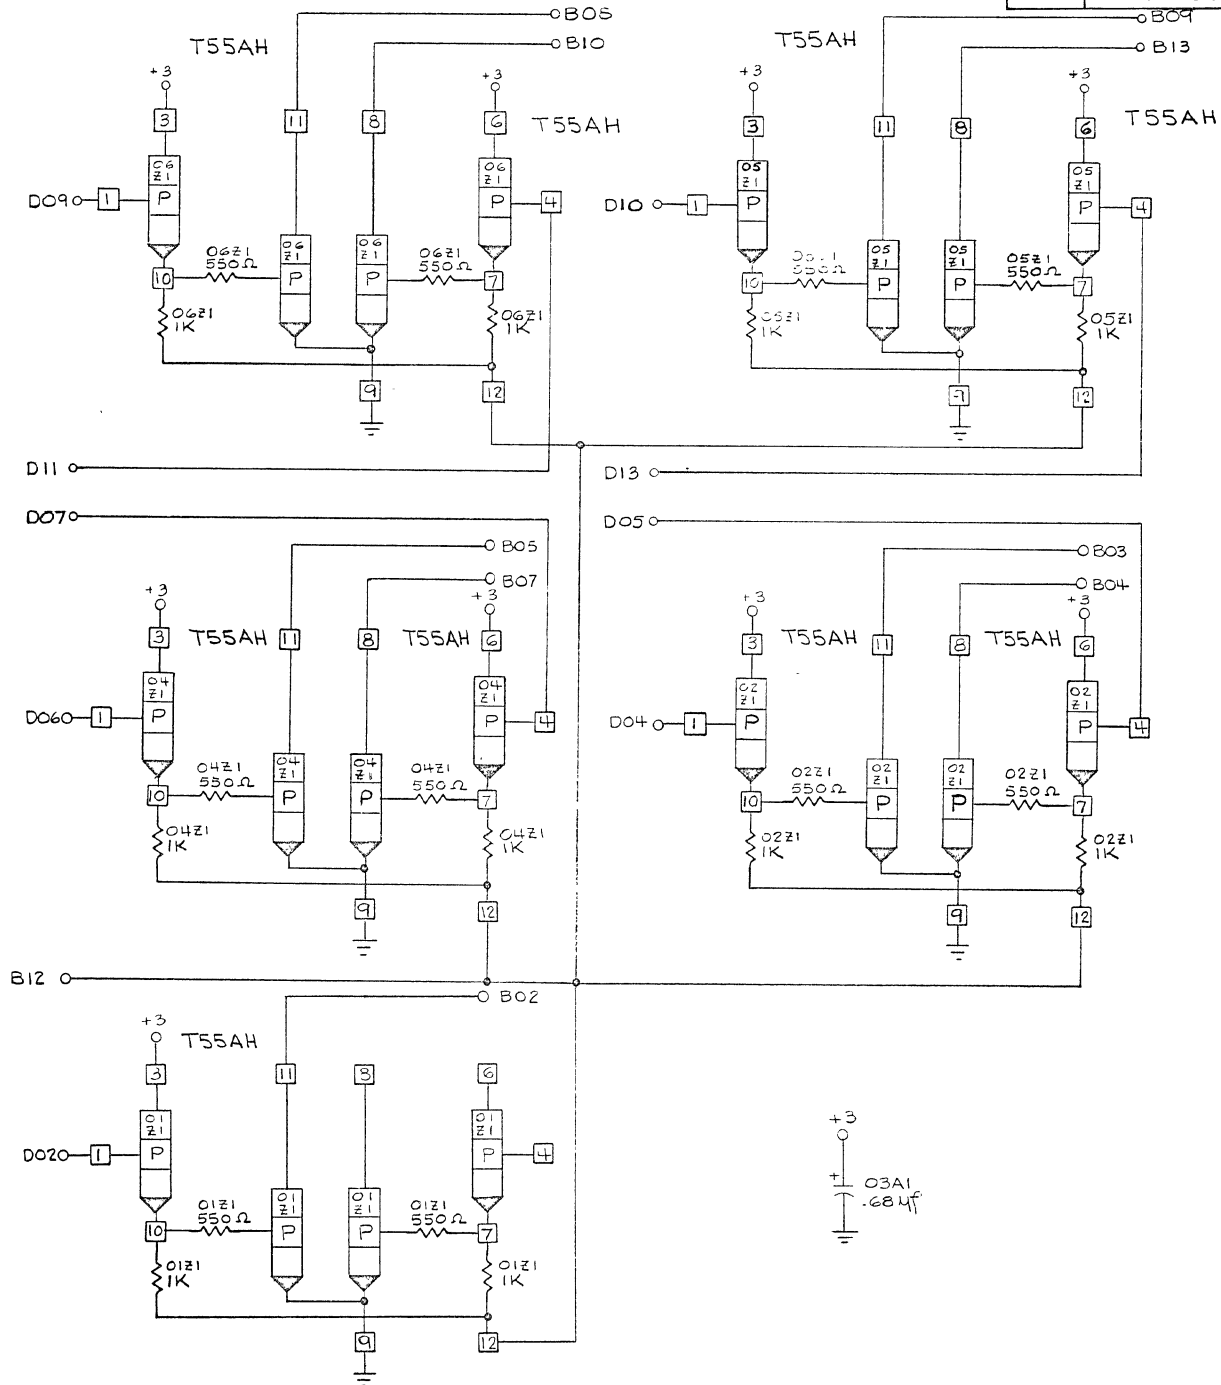 B08
B10
T55AH
+3
+3
3
11
8
6
T55AH
06
Z1
P
06
Z1
P
D09
1
4
06
Z1
P
06
Z1
P
06Z1
550Ω
06Z1
550Ω
10
7
06Z1
1K
06Z1
1K
9
12
B09
B13
T55AH
+3
+3
3
11
8
6
T55AH
05
Z1
P
05
Z1
P
D10
1
4
05
Z1
P
05
Z1
P
550Ω
05Z1
550Ω
10
7
05Z1
1K
05Z1
1K
12
D11
D13
D07
D05
B05
B07
+3
+3
3
T55AH
11
8
T55AH
6
04
Z1
P
04
Z1
P
D06
1
4
04
Z1
P
04
Z1
P
04Z1
550Ω
04Z1
550Ω
10
7
04Z1
1K
04Z1
1K
9
12
B03
B04
+3
+3
3
T55AH
11
8
T55AH
6
02
Z1
P
02
Z1
P
D04
1
4
02
Z1
P
02
Z1
P
02Z1
550Ω
02Z1
550Ω
10
7
02Z1
1K
02Z1
1K
9
12
B12
B02
+3
T55AH
3
11
8
6
01
Z1
P
01
Z1
P
D02
1
4
01
Z1
P
01
Z1
P
01Z1
550Ω
01Z1
550Ω
10
7
01Z1
1K
01Z1
1K
9
12
+3
+
03A1
.68Mf